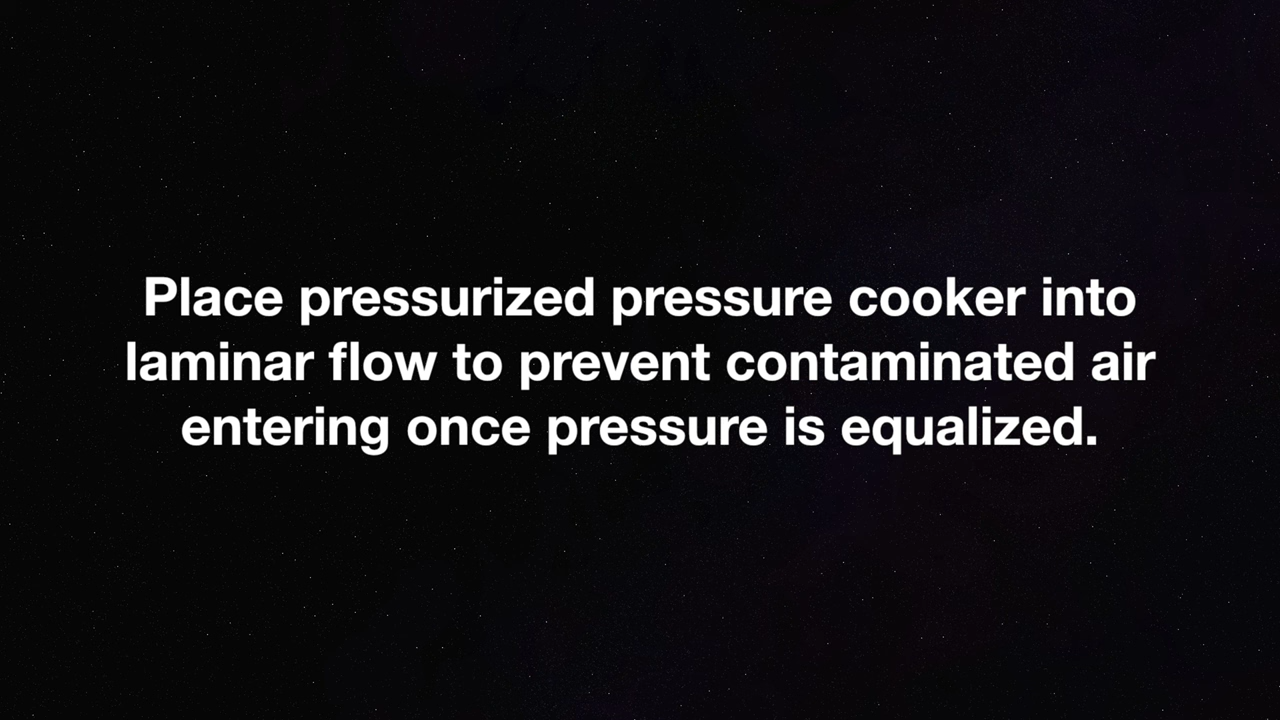 Place pressurized pressure cooker into
laminar flow to prevent contaminated air
entering once pressure is equalized.